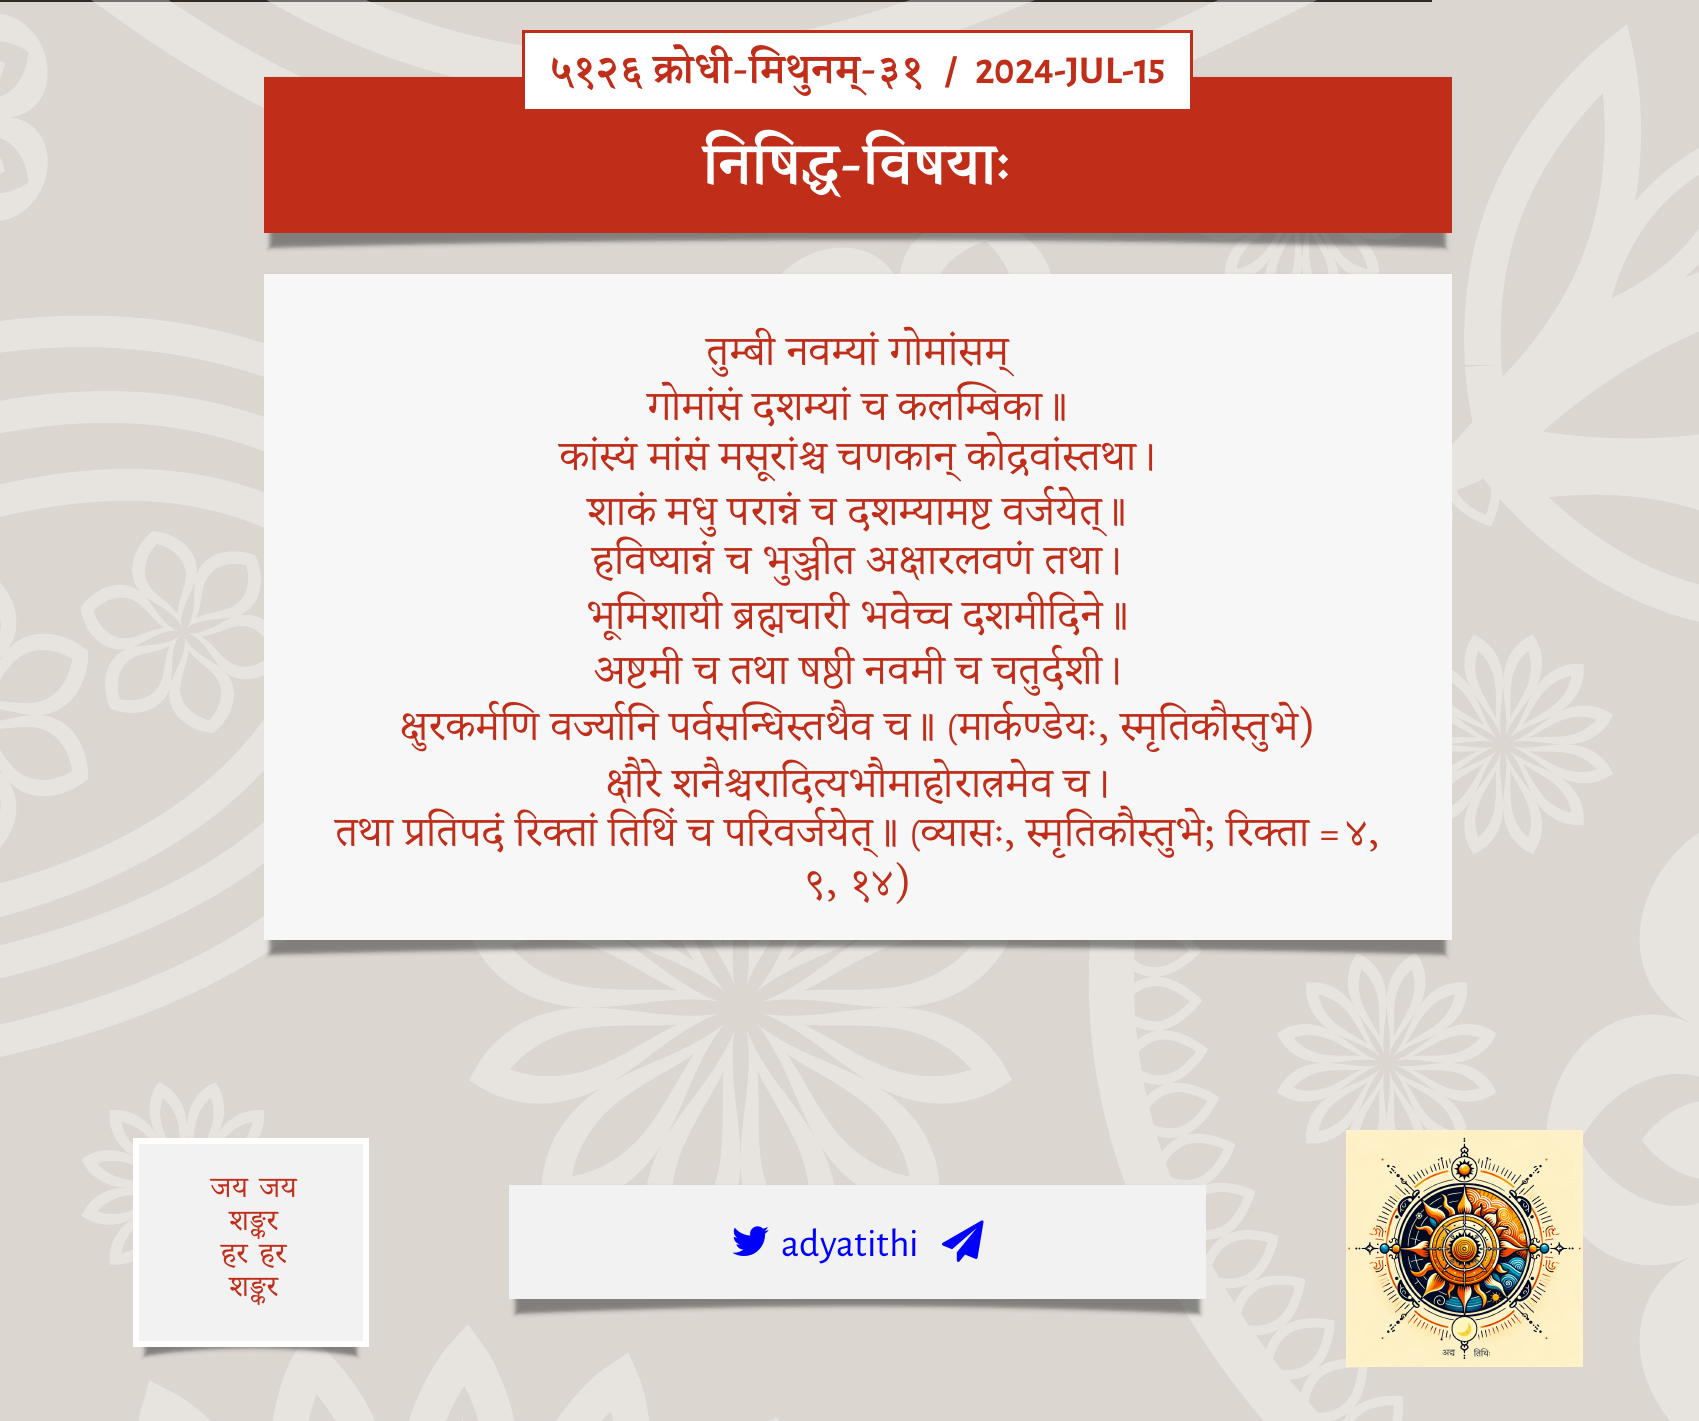 ५१२६ क्रोधी-मिथुनम्-३१ / 2024-JUL-15
निषिद्ध-विषयाः
तुम्बी नवम्यां गोमांसम्
गोमांसं दशम्यां च कलम्बिका॥
कांस्यं मांसं मसूरांश्च चणकान् कोद्रवांस्तथा।
शाकं मधु परान्नं च दशम्यामष्ट वर्जयेत्॥
हविष्यान्नं च भुञ्जीत अक्षारलवणं तथा।
भूमिशायी ब्रह्मचारी भवेच्च दशमीदिने॥
अष्टमी च तथा षष्ठी नवमी च चतुर्दशी।
क्षुरकर्मणि वर्ज्यानि पर्वसन्धिस्तथैव च॥ (मार्कण्डेयः, स्मृतिकौस्तुभे)
क्षौरे शनैश्चरादित्यभौमाहोरात्रमेव च।
तथा प्रतिपदं रिक्तां तिथिं च परिवर्जयेत्॥ (व्यासः, स्मृतिकौस्तुभे; रिक्ता = ४,
९, १४)
जय जय
शङ्कर
हर हर
शङ्कर
adyatithi
अद्य तिथिः